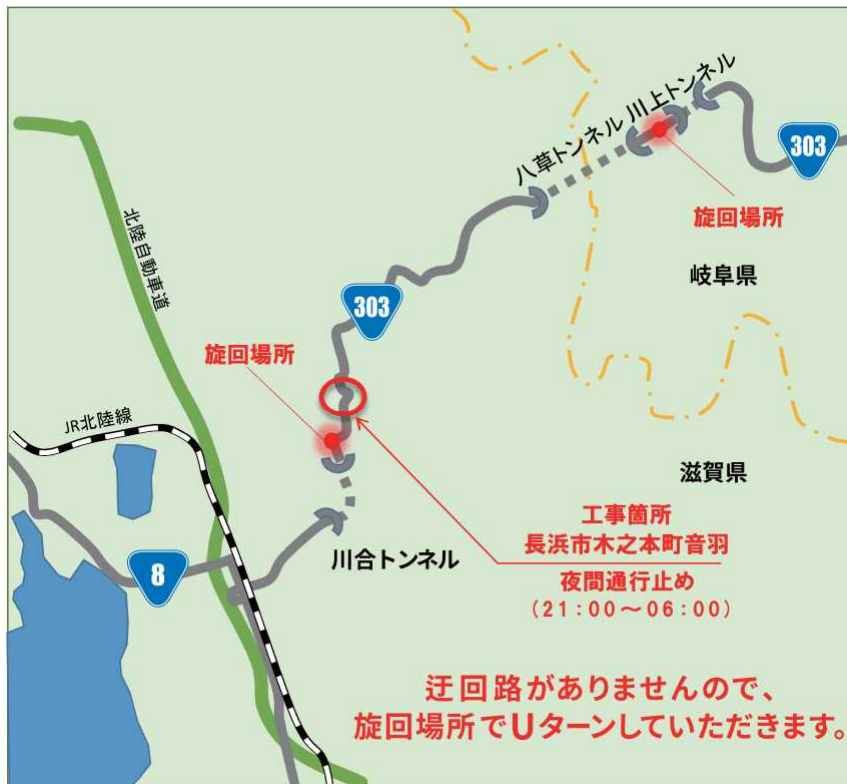 八草トンネル
川上トンネル
303
303
旋回場所
北陸自動車道
岐阜県
旋回場所
JR北陸線
滋賀県
工事箇所
長浜市木之本町音羽
夜間通行止め
（21：00～06：00）
川合トンネル
8
迂回路がありませんので、
旋回場所でUターンしていただきます。